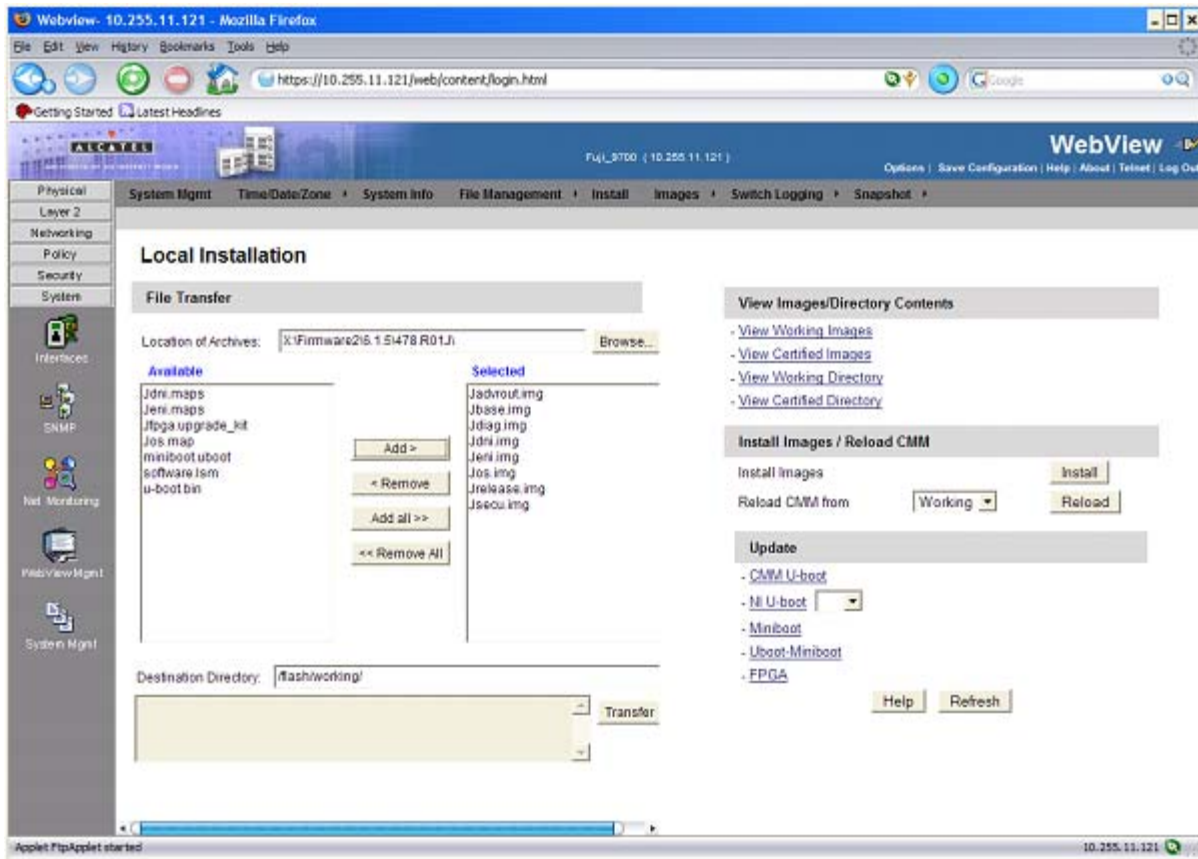 Webview- 10.255.11.121 - Mozilla Firefox
File Edit View History Bookmarks Tools Help
https://10.255.11.121/web/content/login.html
Google
Getting Started Latest Headlines
ALCATEL
Fuji_9700 (10.255.11.121)
WebView
Options | Save Configuration | Help | About | Telnet | Log Out
Physical
Layer 2
Networking
Policy
Security
System
Interfaces
SNMP
Net Monitoring
WebView Mgmt
System Mgmt
System Mgmt Time/Date/Zone System Info File Management Install Images Switch Logging Snapshot
Local Installation
File Transfer
Location of Archives: X:\Firmware2\6.1.5\478.R01J\ Browse...
Available
Jdni.maps
Jeni.maps
Jfpga.upgrade_kit
Jos.map
miniboot.uboot
software.lsm
u-boot.bin
Add >
< Remove
Add all >>
<< Remove All
Selected
Jadvrout.img
Jbase.img
Jdiag.img
Jdni.img
Jeni.img
Jos.img
Jrelease.img
Jsecu.img
Destination Directory: /flash/working/
Transfer
View Images/Directory Contents
- View Working Images
- View Certified Images
- View Working Directory
- View Certified Directory
Install Images / Reload CMM
Install Images Install
Reload CMM from Working Reload
Update
- CMM U-boot
- NI U-boot
- Miniboot
- Uboot-Miniboot
- FPGA
Help Refresh
Applet FtpApplet started
10.255.11.121